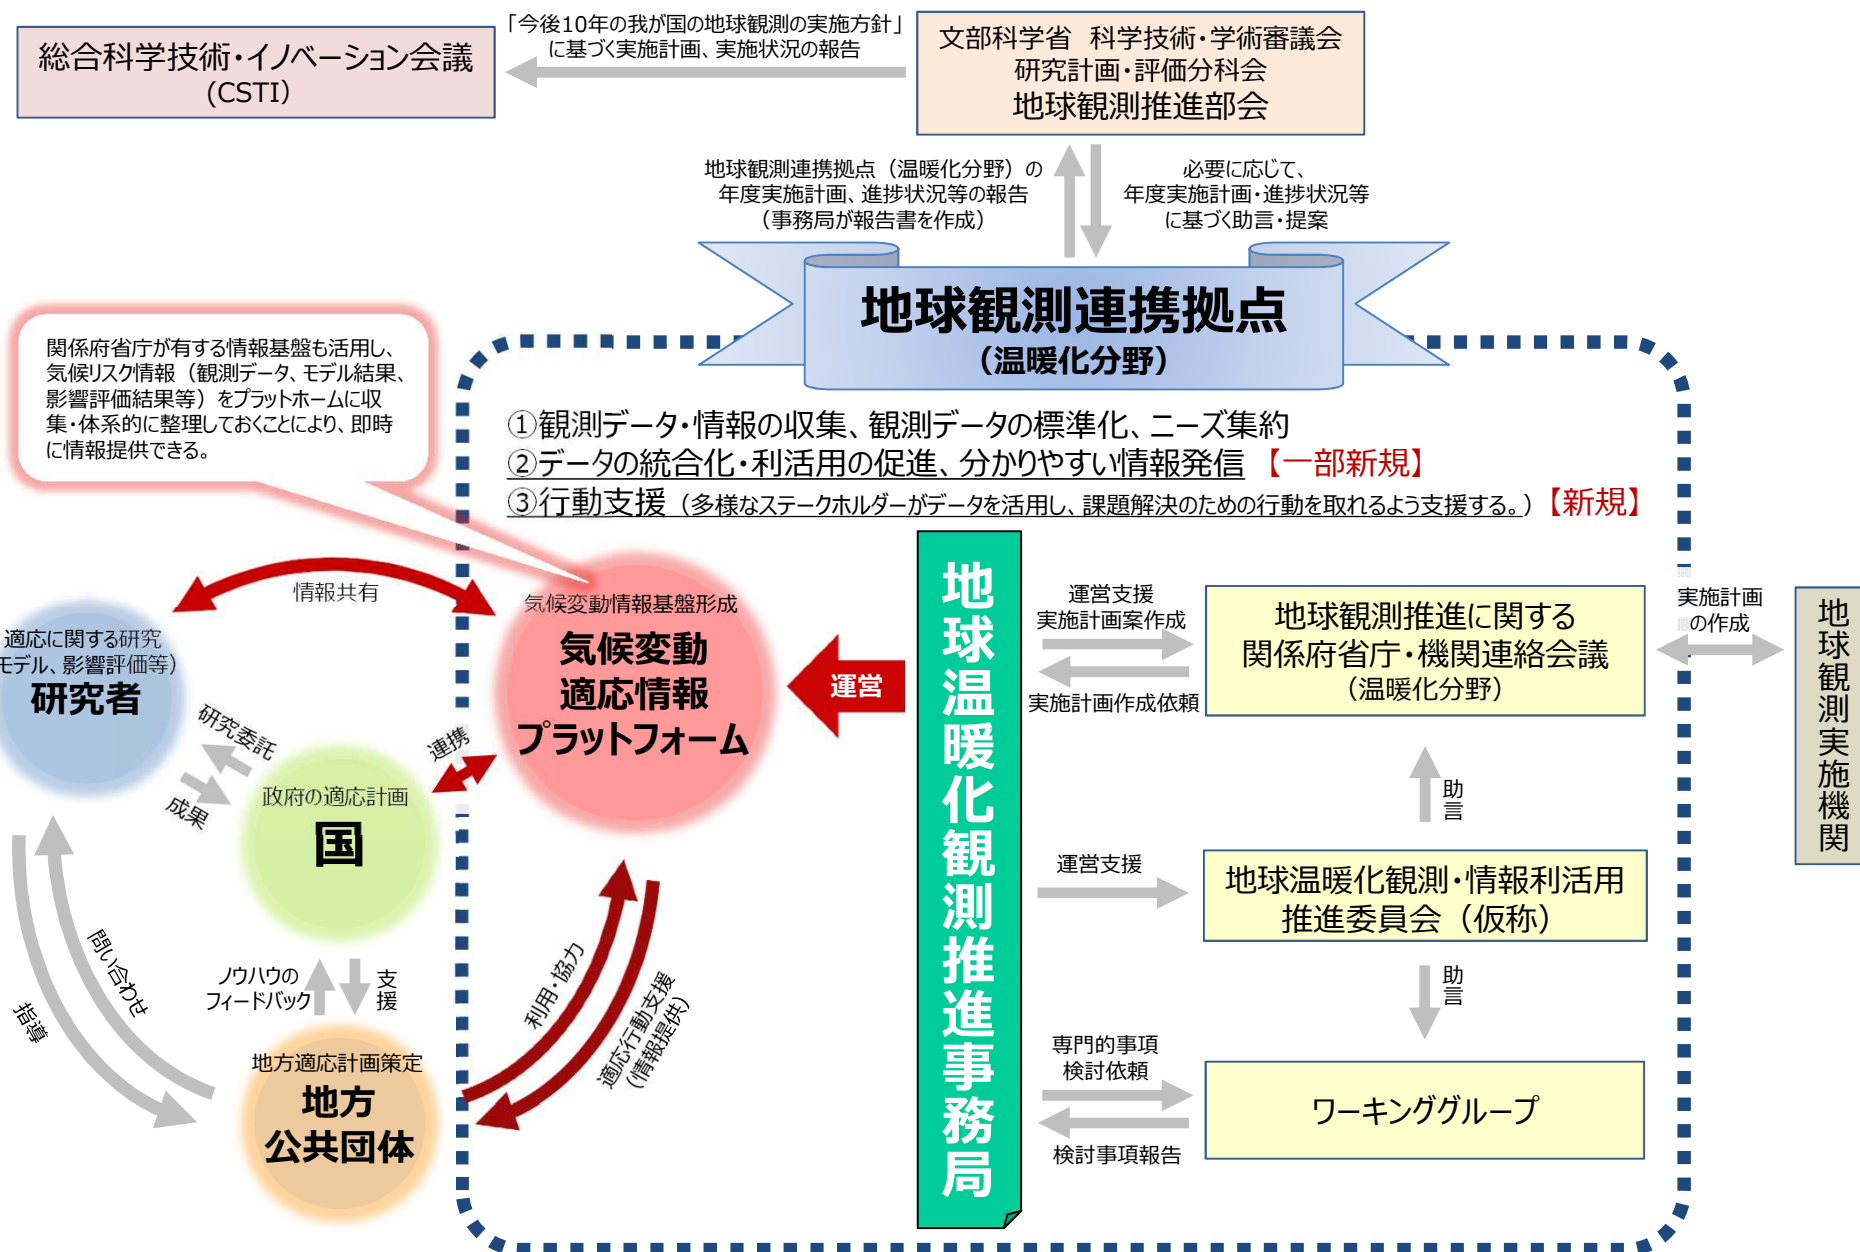 総合科学技術・イノベーション会議
(CSTI)
「今後10年の我が国の地球観測の実施方針」
に基づく実施計画、実施状況の報告
文部科学省 科学技術・学術審議会
研究計画・評価分科会
地球観測推進部会
地球観測連携拠点（温暖化分野）の
年度実施計画、進捗状況等の報告
（事務局が報告書を作成）
必要に応じて、
年度実施計画・進捗状況等
に基づく助言・提案
地球観測連携拠点
（温暖化分野）
関係府省庁が有する情報基盤も活用し、
気候リスク情報（観測データ、モデル結果、
影響評価結果等）をプラットホームに収
集・体系的に整理しておくことにより、即時
に情報提供できる。
①観測データ・情報の収集、観測データの標準化、ニーズ集約
②データの統合化・利活用の促進、分かりやすい情報発信【一部新規】
③行動支援（多様なステークホルダーがデータを活用し、課題解決のための行動を取れるよう支援する。）【新規】
情報共有
適応に関する研究
モデル、影響評価等）
研究者
気候変動情報基盤形成
気候変動
適応情報
プラットフォーム
運営
地球温暖化観測推進事務局
運営支援
実施計画案作成
実施計画作成依頼
地球観測推進に関する
関係府省庁・機関連絡会議
（温暖化分野）
実施計画
の作成
地球観測実施機関
研究委託
成果
連携
政府の適応計画
国
助言
運営支援
地球温暖化観測・情報利活用
推進委員会（仮称）
助言
問い合わせ
指導
ノウハウの
フィードバック
支援
利用・協力
適応行動支援
（情報提供）
地方適応計画策定
地方
公共団体
専門的事項
検討依頼
検討事項報告
ワーキンググループ